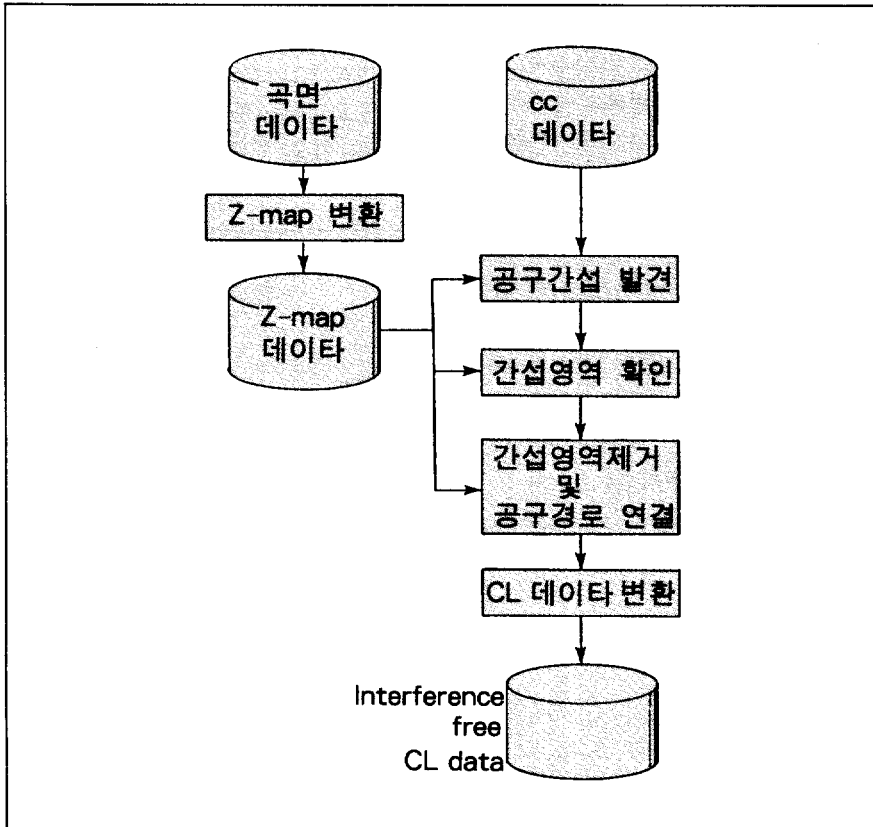 곡면
데이타
cc
데이타
Z-map 변환
Z-map
데이타
공구간섭 발견
간섭영역 확인
간섭영역제거
및
공구경로 연결
CL 데이타 변환
Interference
free
CL data